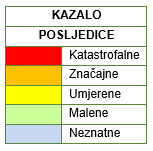 KAZALO
POSLJEDICE
Katastrofalne
Značajne
Umjerene
Malene
Neznatne